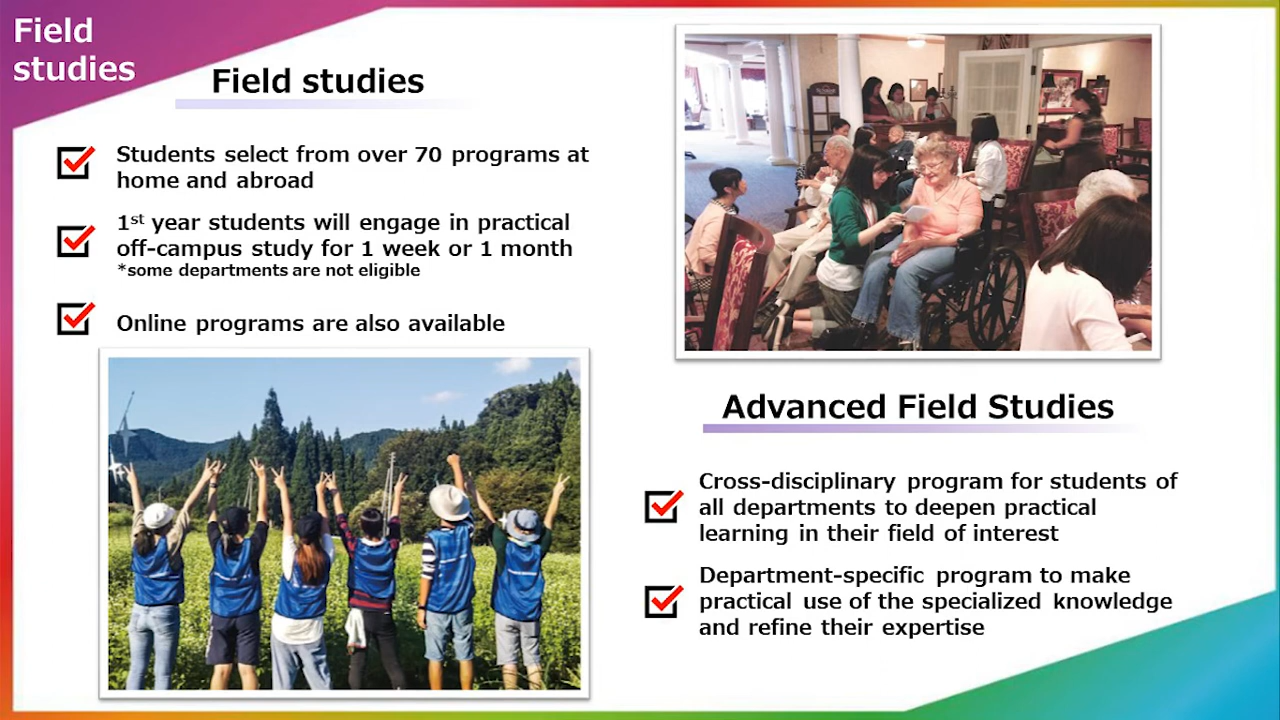 Field
studies
Field studies
Students select from over 70 programs at
home and abroad
1st year students will engage in practical
off-campus study for 1 week or 1 month
*some departments are not eligible
Online programs are also available
Advanced Field Studies
Cross-disciplinary program for students of
all departments to deepen practical
learning in their field of interest
Department-specific program to make
practical use of the specialized knowledge
and refine their expertise